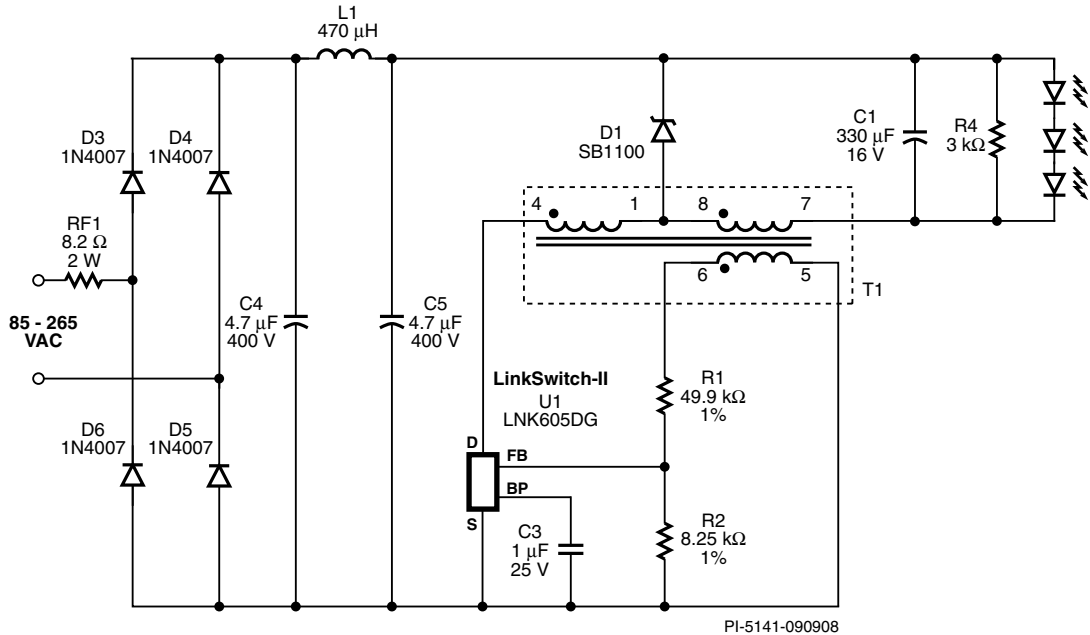 L1
470 µH
D3
1N4007
D4
1N4007
D1
SB1100
C1
330 µF
16 V
R4
3 kΩ
4
1
8
7
6
5
T1
RF1
8.2 Ω
2 W
85 - 265
VAC
C4
4.7 µF
400 V
C5
4.7 µF
400 V
LinkSwitch-II
U1
LNK605DG
R1
49.9 kΩ
1%
D6
1N4007
D5
1N4007
D
FB
BP
S
C3
1 µF
25 V
R2
8.25 kΩ
1%
PI-5141-090908